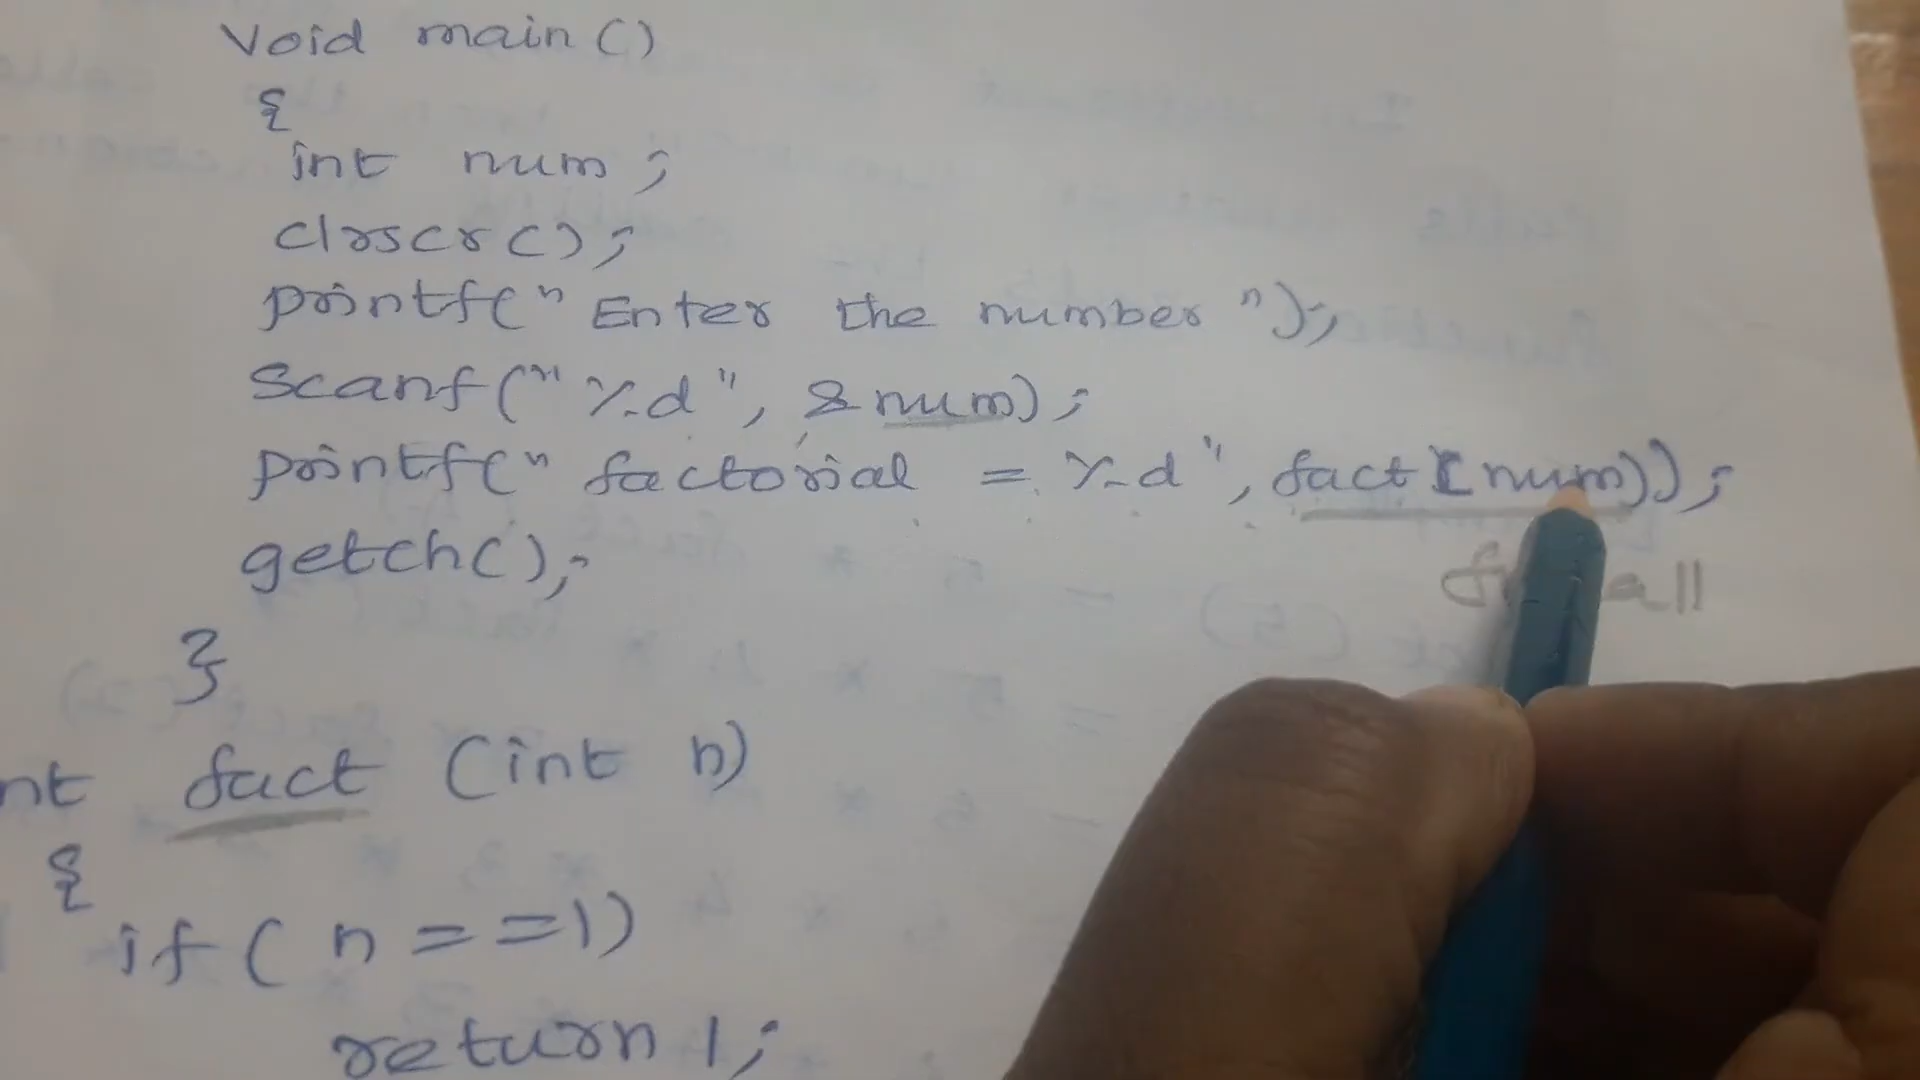 void main ()
{
int num ;
clrscr ();
printf(" Enter the number ");
scanf (" %d ", & num);
printf(" factorial = %d ", fact (num));
getch();
}
fact (int n)
{
if ( n = =1)
return 1;